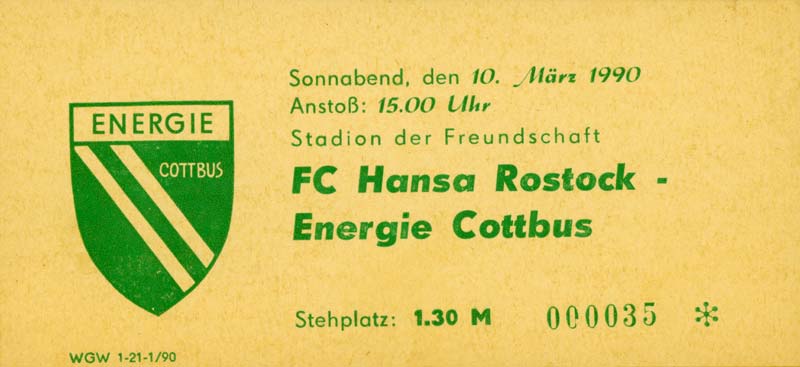 ENERGIE
COTTBUS
Sonnabend, den 10. März 1990
Anstoß: 15.00 Uhr
Stadion der Freundschaft
FC Hansa Rostock -
Energie Cottbus
Stehplatz: 1.30 M 000035 *
WGW 1-21-1/90